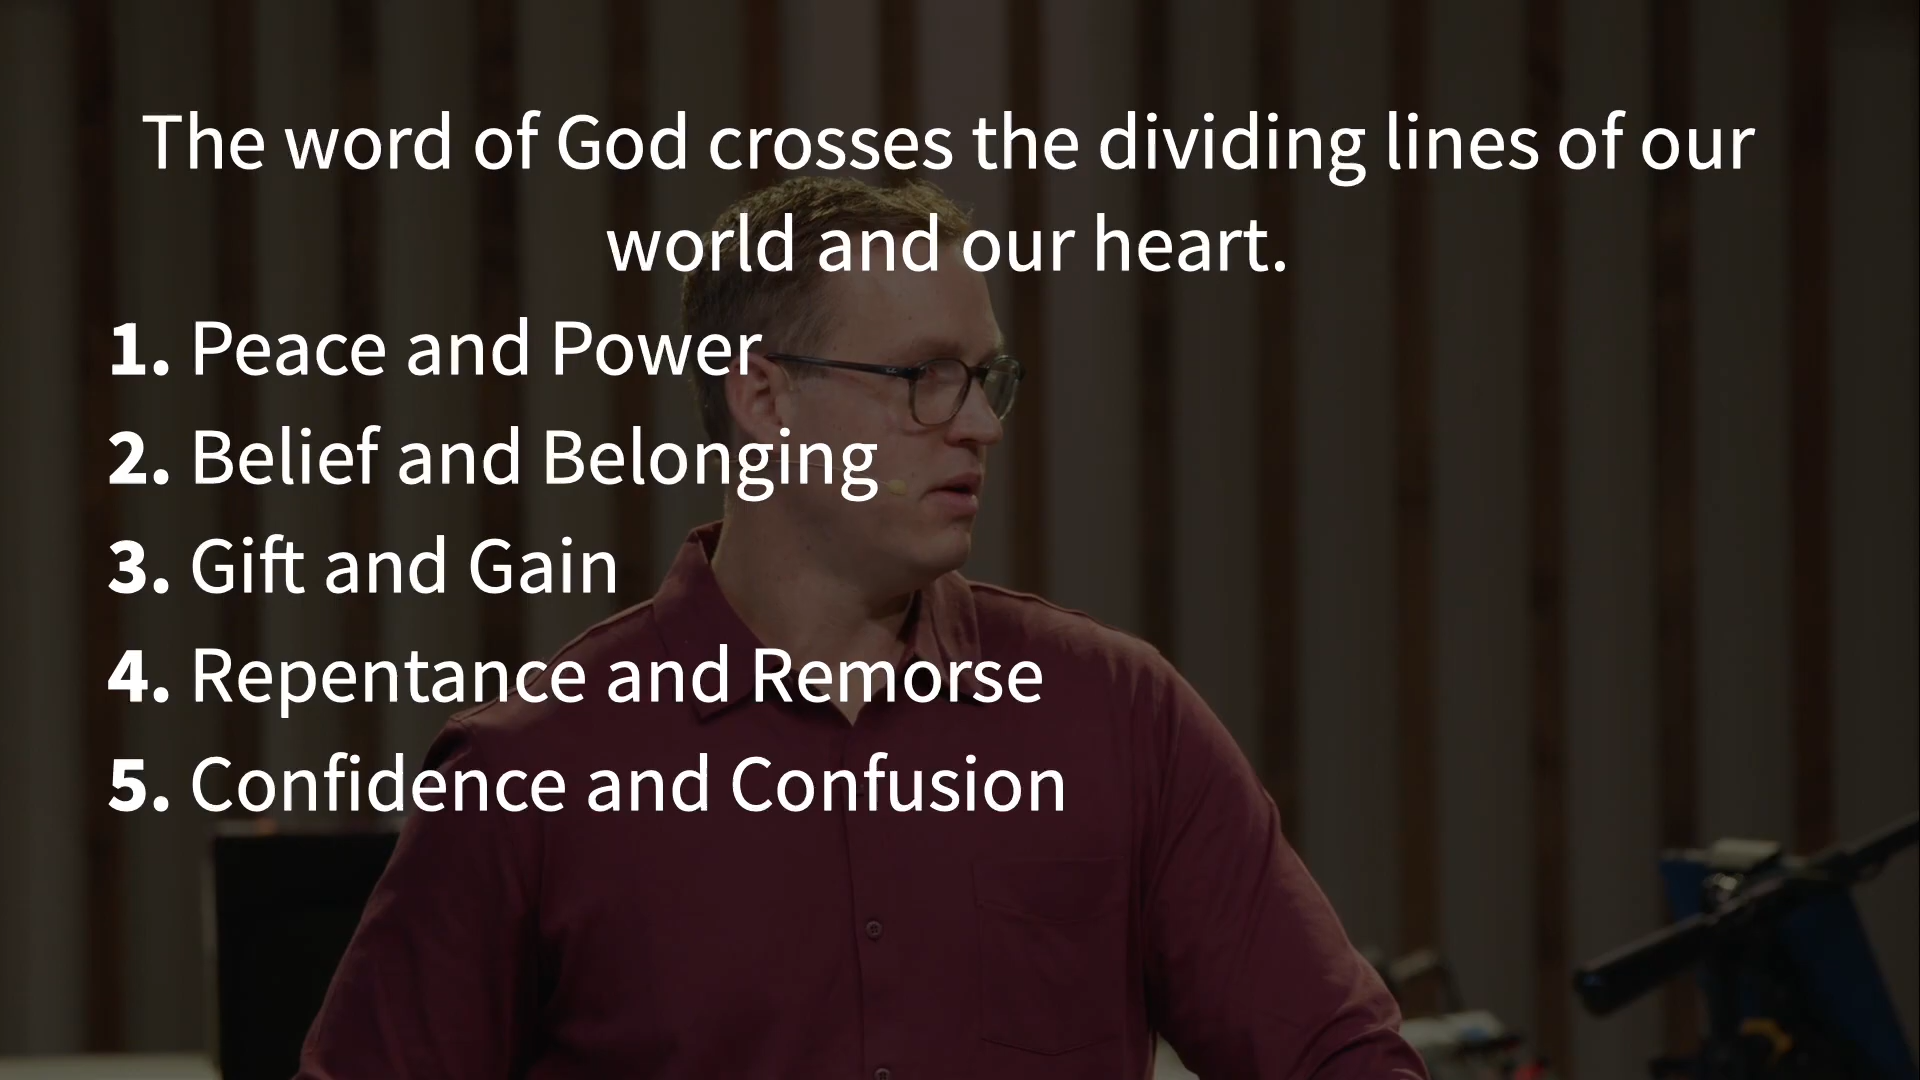 The word of God crosses the dividing lines of our
world and our heart.
1. Peace and Power
2. Belief and Belonging
3. Gift and Gain
4. Repentance and Remorse
5. Confidence and Confusion